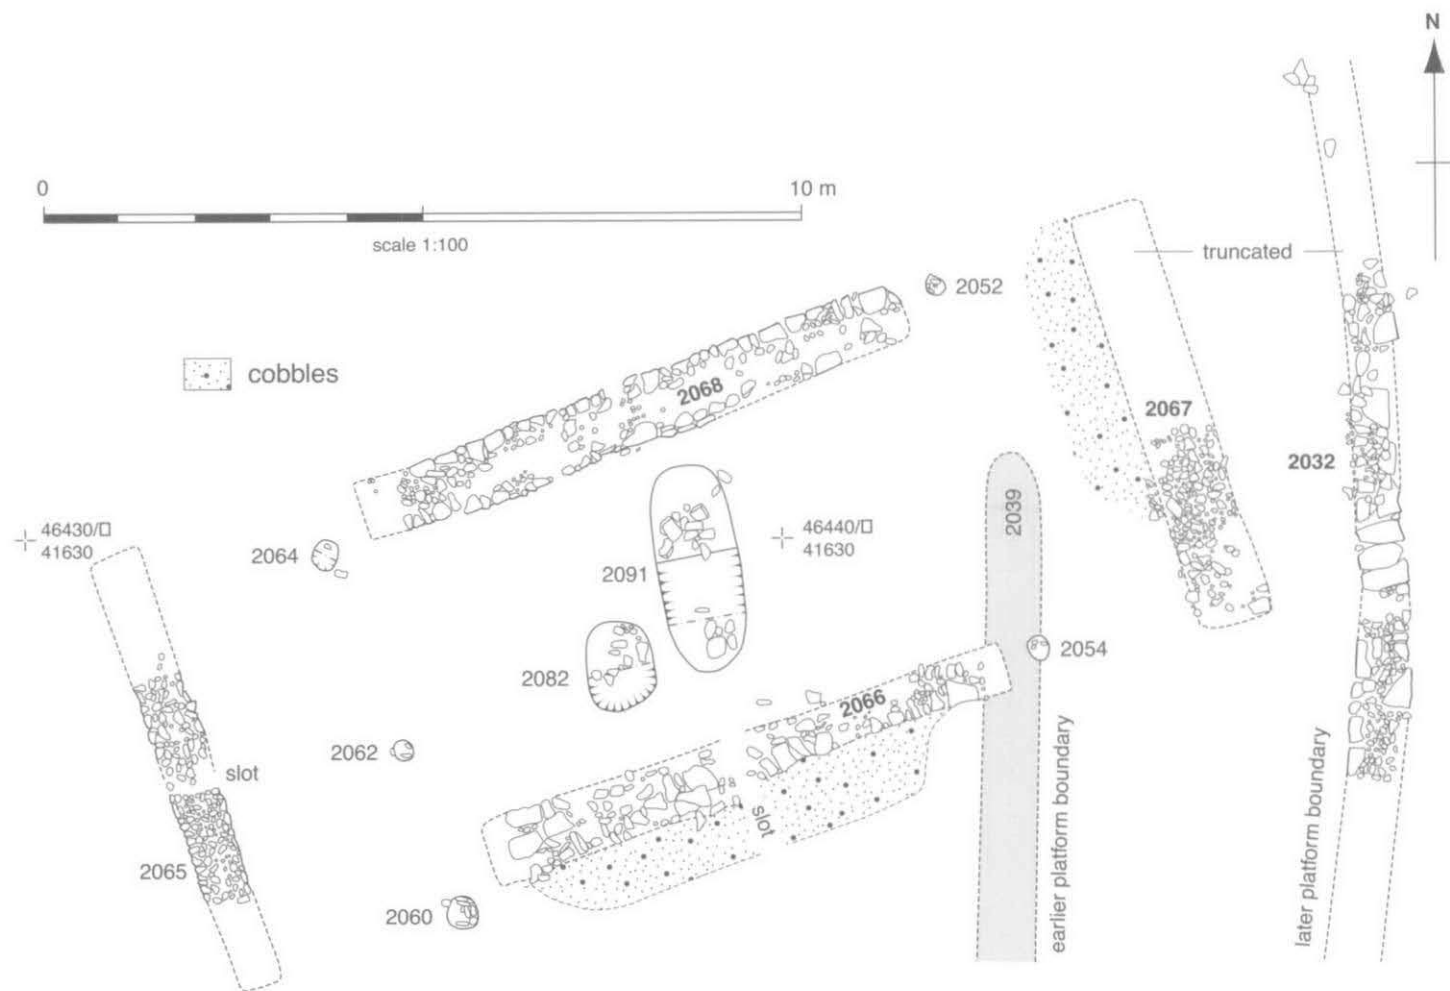 N
0 10 m
scale 1:100
truncated
2052
cobbles
2068
2067
2032
2039
46430/□
41630
46440/□
41630
2064
2091
2082
2054
2066
2062
slot
slot
2065
2060
earlier platform boundary
later platform boundary